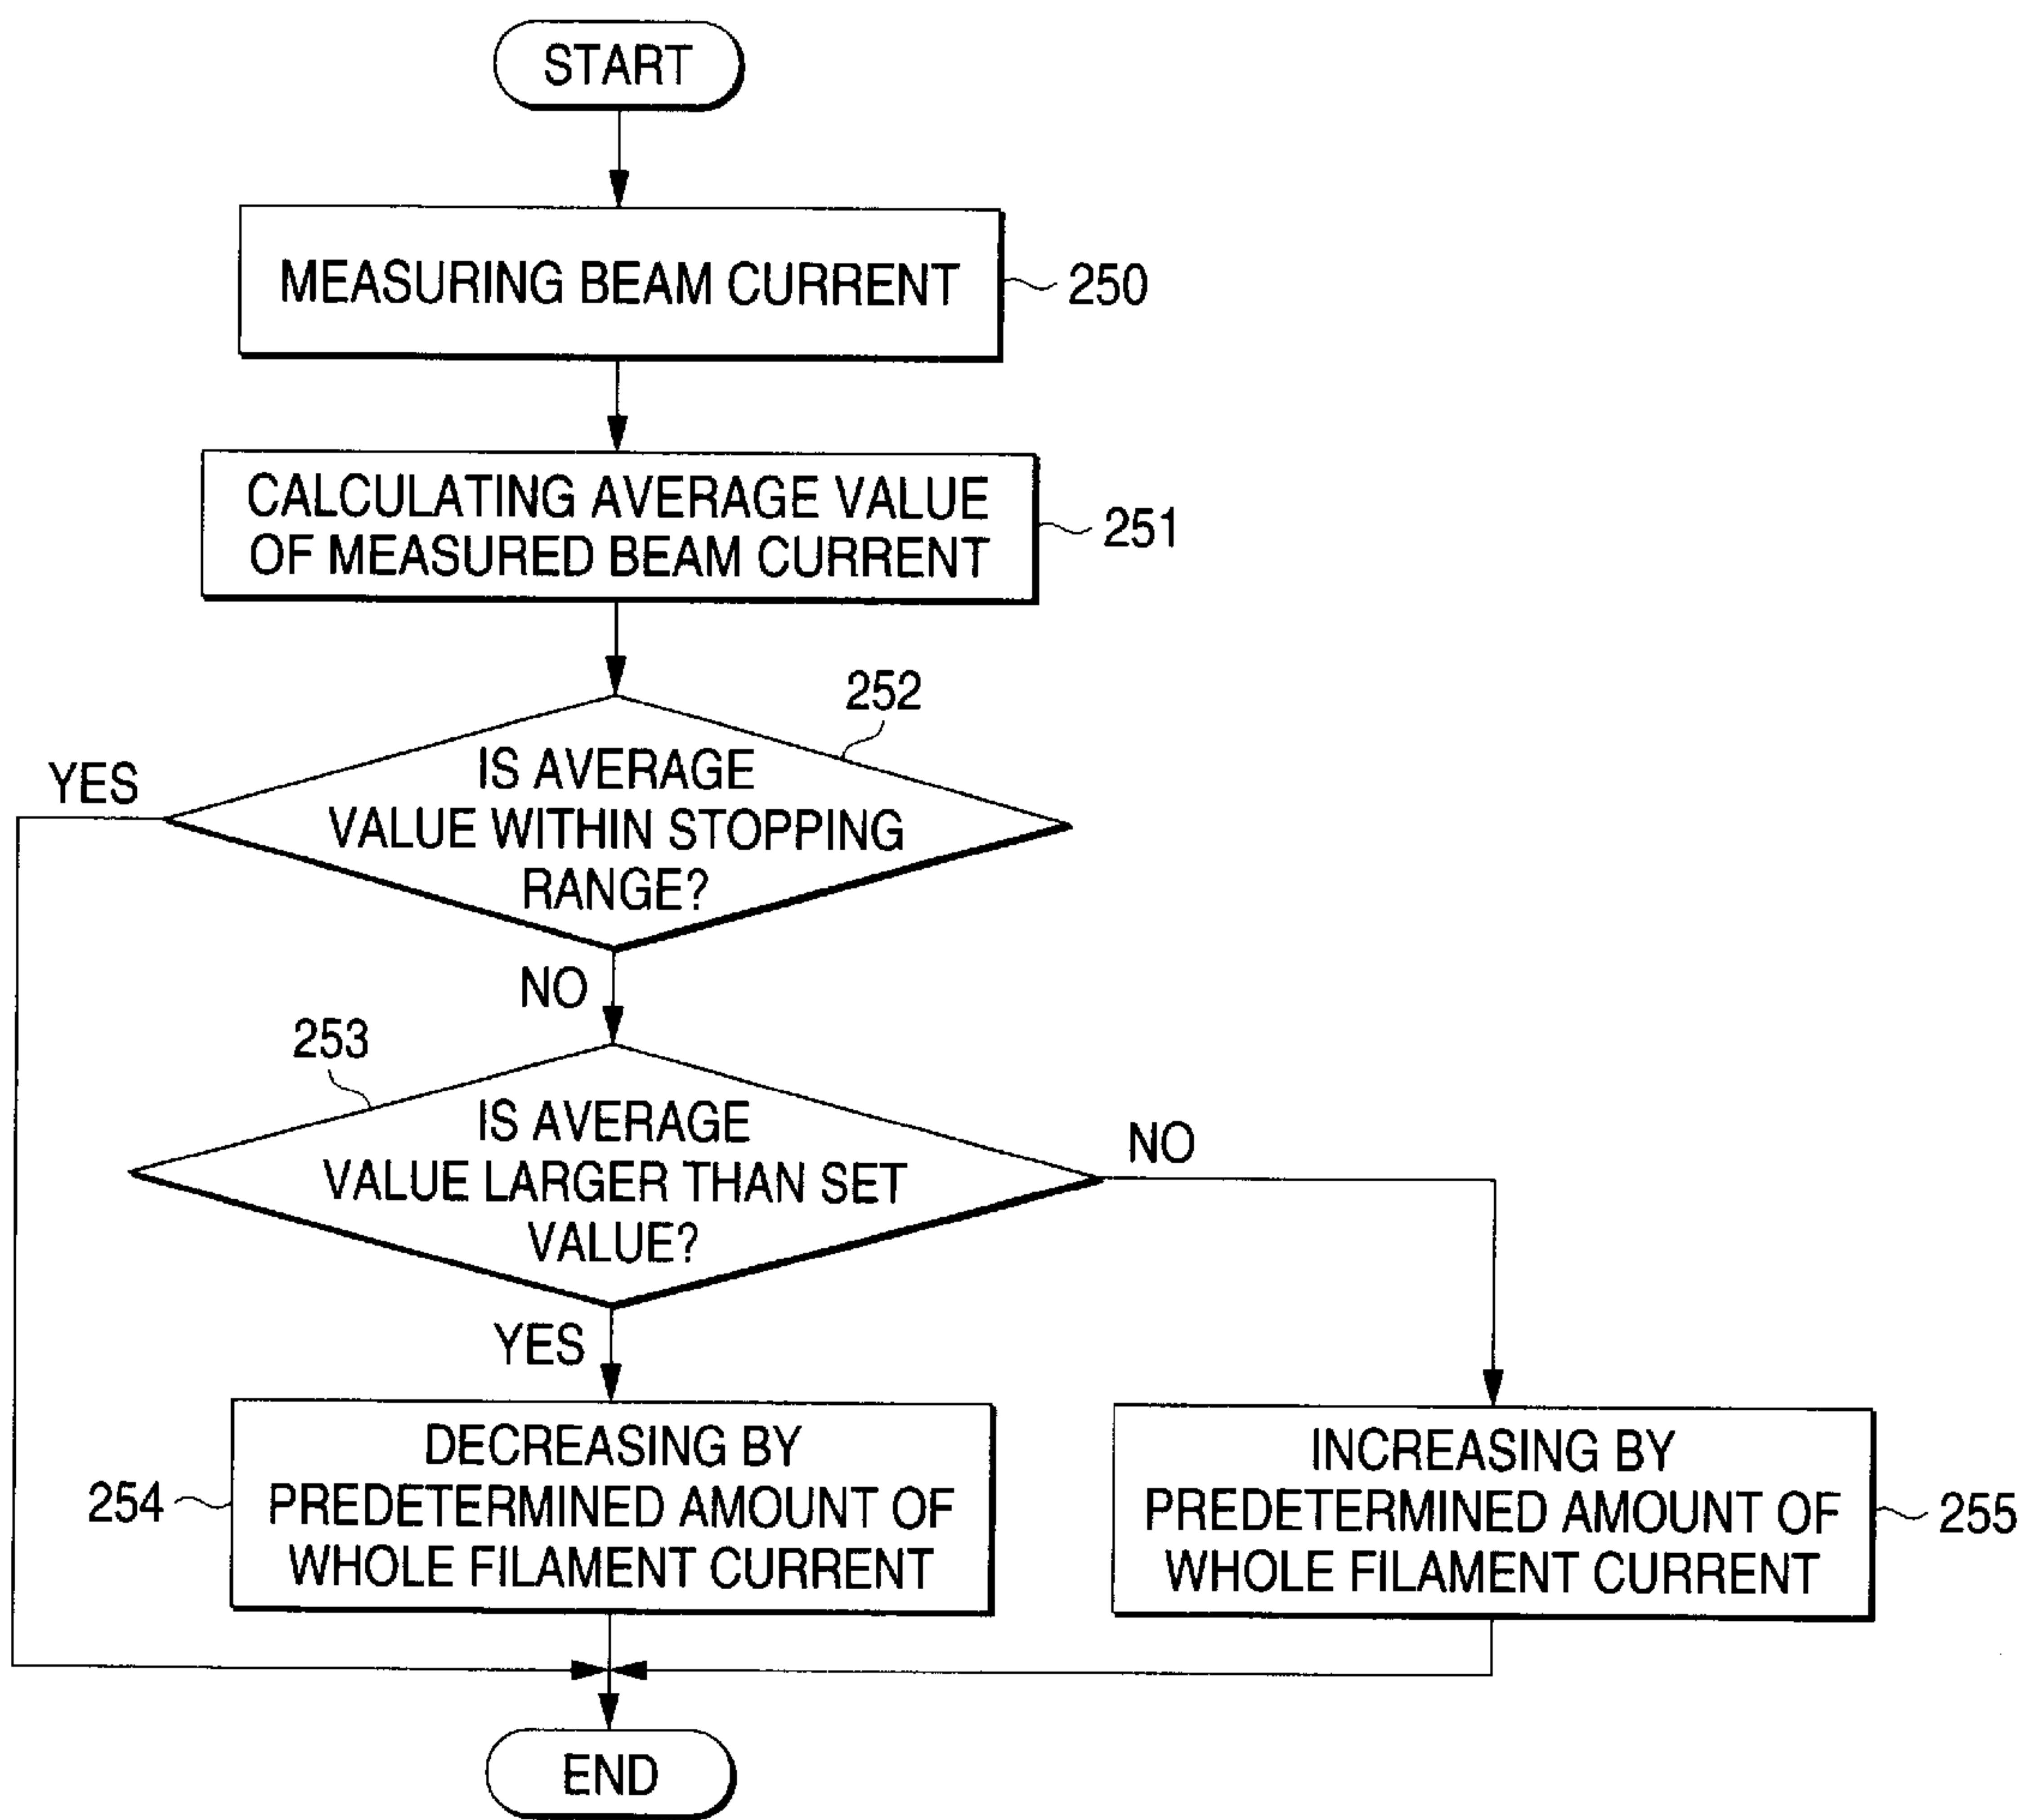 START
MEASURING BEAM CURRENT
250
CALCULATING AVERAGE VALUE
OF MEASURED BEAM CURRENT
251
252
IS AVERAGE
VALUE WITHIN STOPPING
RANGE?
YES
NO
253
IS AVERAGE
VALUE LARGER THAN SET
VALUE?
NO
YES
DECREASING BY
PREDETERMINED AMOUNT OF
WHOLE FILAMENT CURRENT
254
INCREASING BY
PREDETERMINED AMOUNT OF
WHOLE FILAMENT CURRENT
255
END